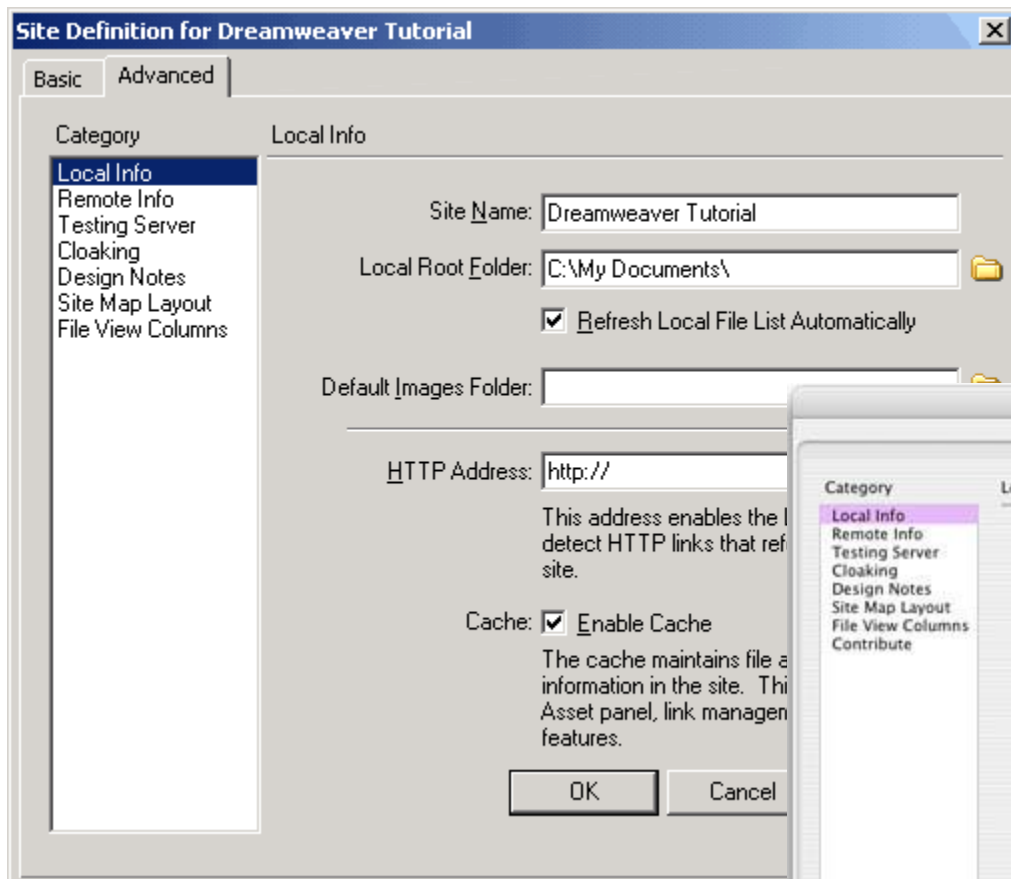 Site Definition for Dreamweaver Tutorial
Basic Advanced
Category
Local Info
Remote Info
Testing Server
Cloaking
Design Notes
Site Map Layout
File View Columns
Local Info
Site Name: Dreamweaver Tutorial
Local Root Folder: C:\My Documents\
Refresh Local File List Automatically
Default Images Folder:
HTTP Address: http://
This address enables the
detect HTTP links that
site.
Cache: Enable Cache
The cache maintains file
information in the site.
Asset panel, link
features.
OK Cancel
Category
Local Info
Remote Info
Testing Server
Cloaking
Design Notes
Site Map Layout
File View Columns
Contribute